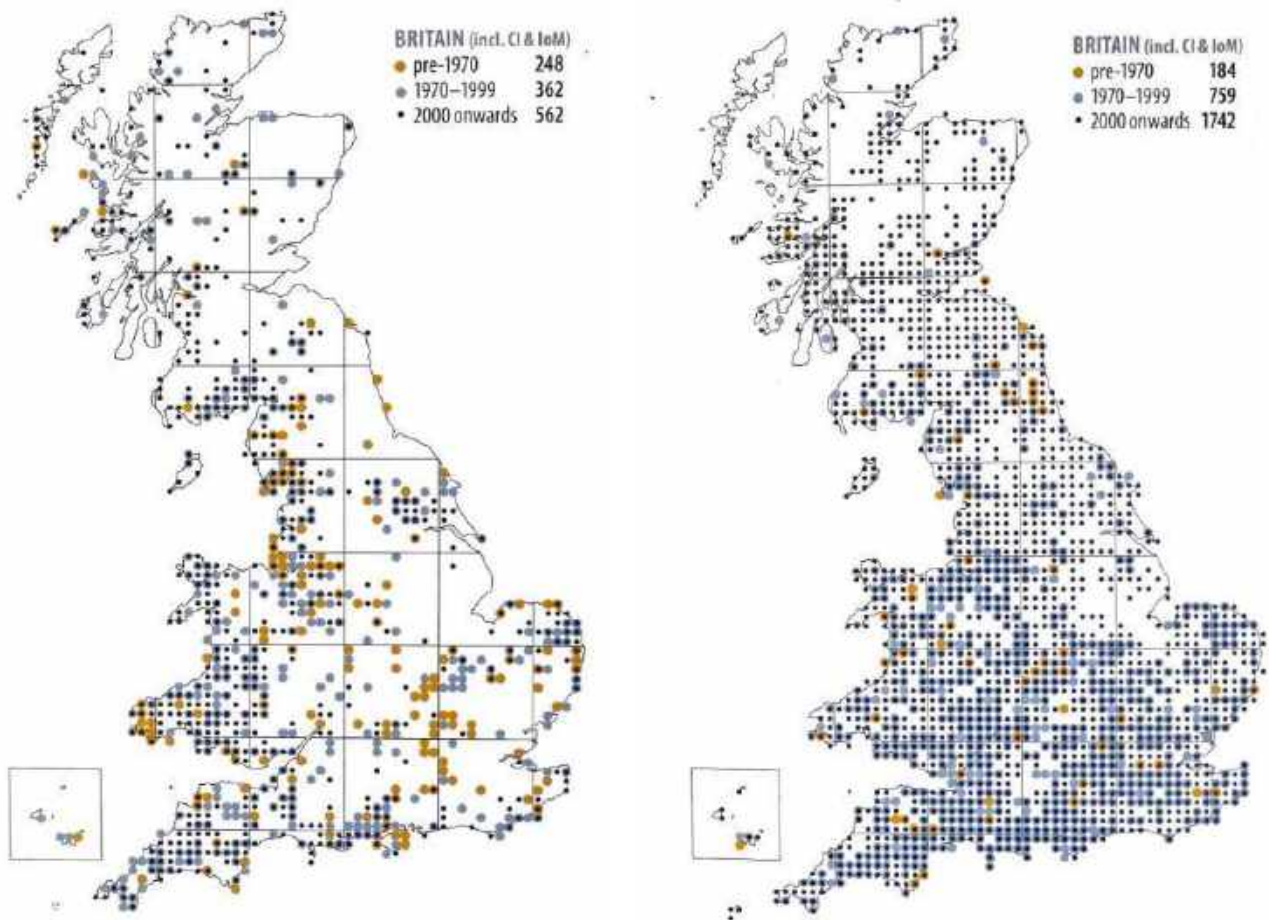 BRITAIN (incl. CI & IoM)
pre-1970 248
1970–1999 362
2000 onwards 562
BRITAIN (incl. CI & IoM)
pre-1970 184
1970–1999 759
2000 onwards 1742